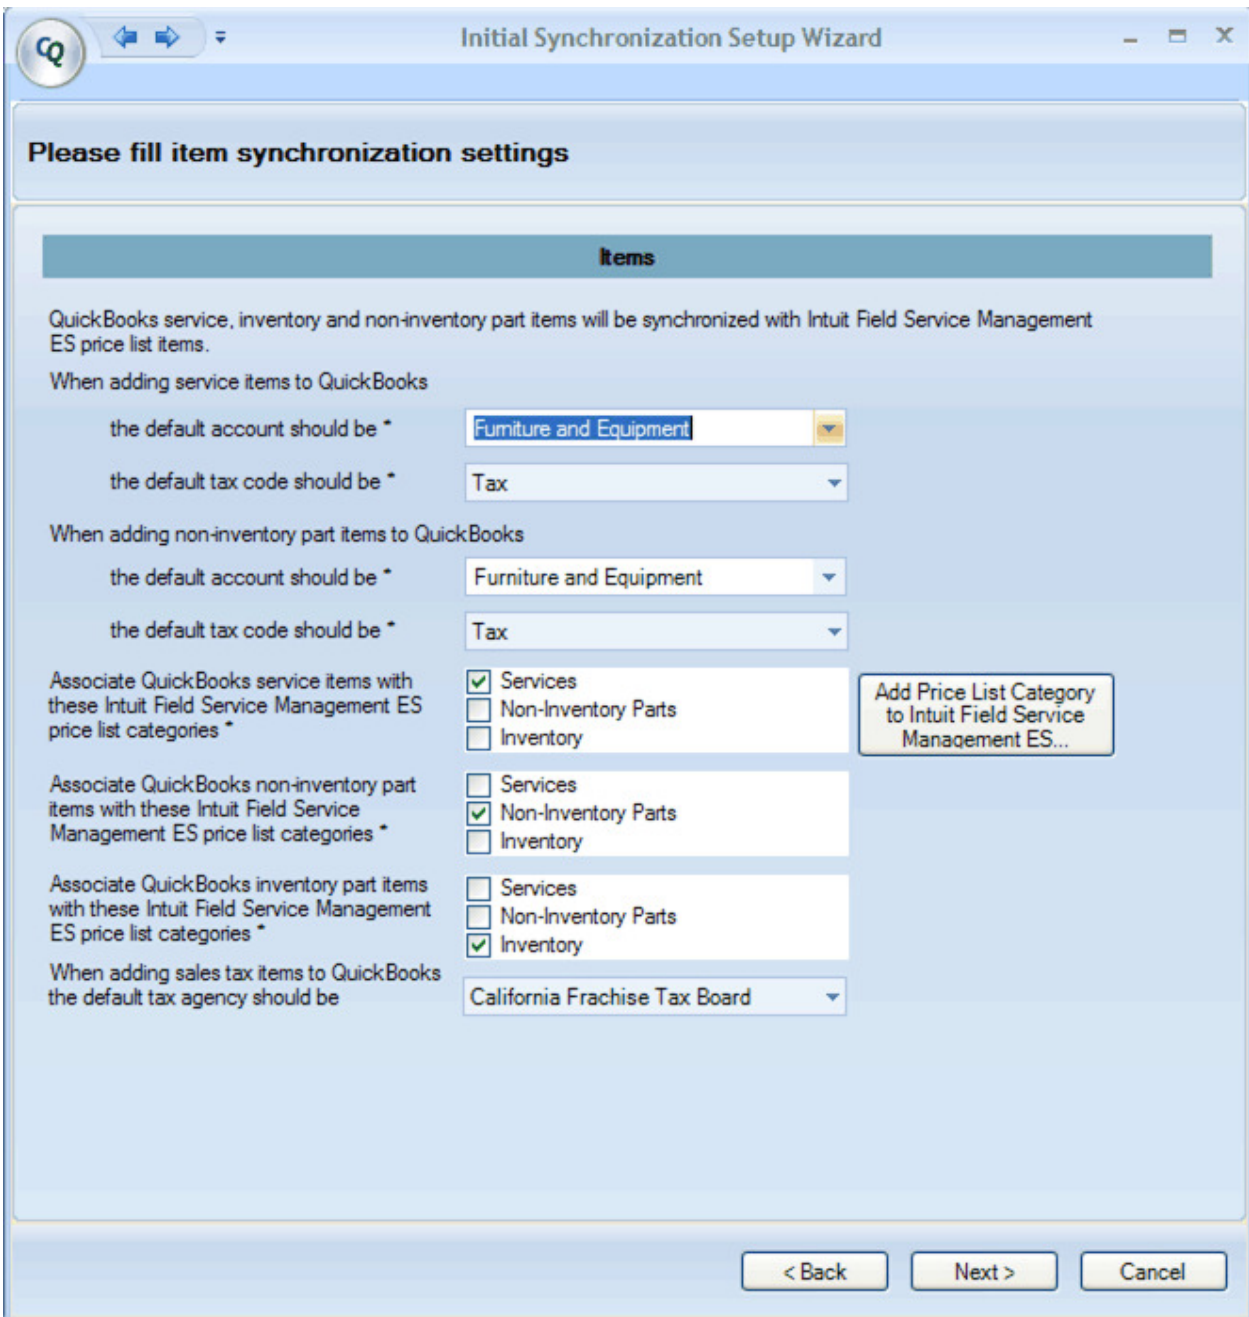 CQ
Initial Synchronization Setup Wizard
Please fill item synchronization settings
Items
QuickBooks service, inventory and non-inventory part items will be synchronized with Intuit Field Service Management
ES price list items.
When adding service items to QuickBooks
the default account should be *
Furniture and Equipment
the default tax code should be *
Tax
When adding non-inventory part items to QuickBooks
the default account should be *
Furniture and Equipment
the default tax code should be *
Tax
Associate QuickBooks service items with
these Intuit Field Service Management ES
price list categories *
Services
Non-Inventory Parts
Inventory
Add Price List Category
to Intuit Field Service
Management ES...
Associate QuickBooks non-inventory part
items with these Intuit Field Service
Management ES price list categories *
Services
Non-Inventory Parts
Inventory
Associate QuickBooks inventory part items
with these Intuit Field Service Management
ES price list categories *
Services
Non-Inventory Parts
Inventory
When adding sales tax items to QuickBooks
the default tax agency should be
California Frachise Tax Board
< Back
Next >
Cancel